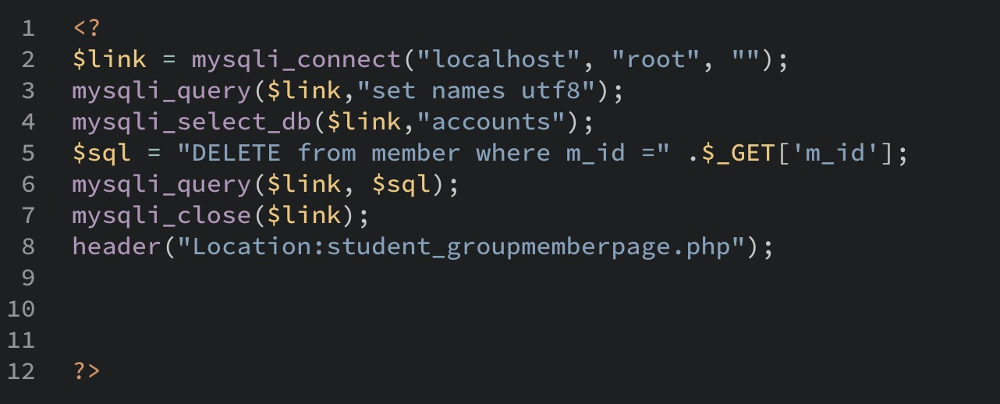 1 <?
2 $link = mysqli_connect("localhost", "root", "");
3 mysqli_query($link,"set names utf8");
4 mysqli_select_db($link,"accounts");
5 $sql = "DELETE from member where m_id =" .$_GET['m_id'];
6 mysqli_query($link, $sql);
7 mysqli_close($link);
8 header("Location:student_groupmemberpage.php");
9
10
11
12 ?>